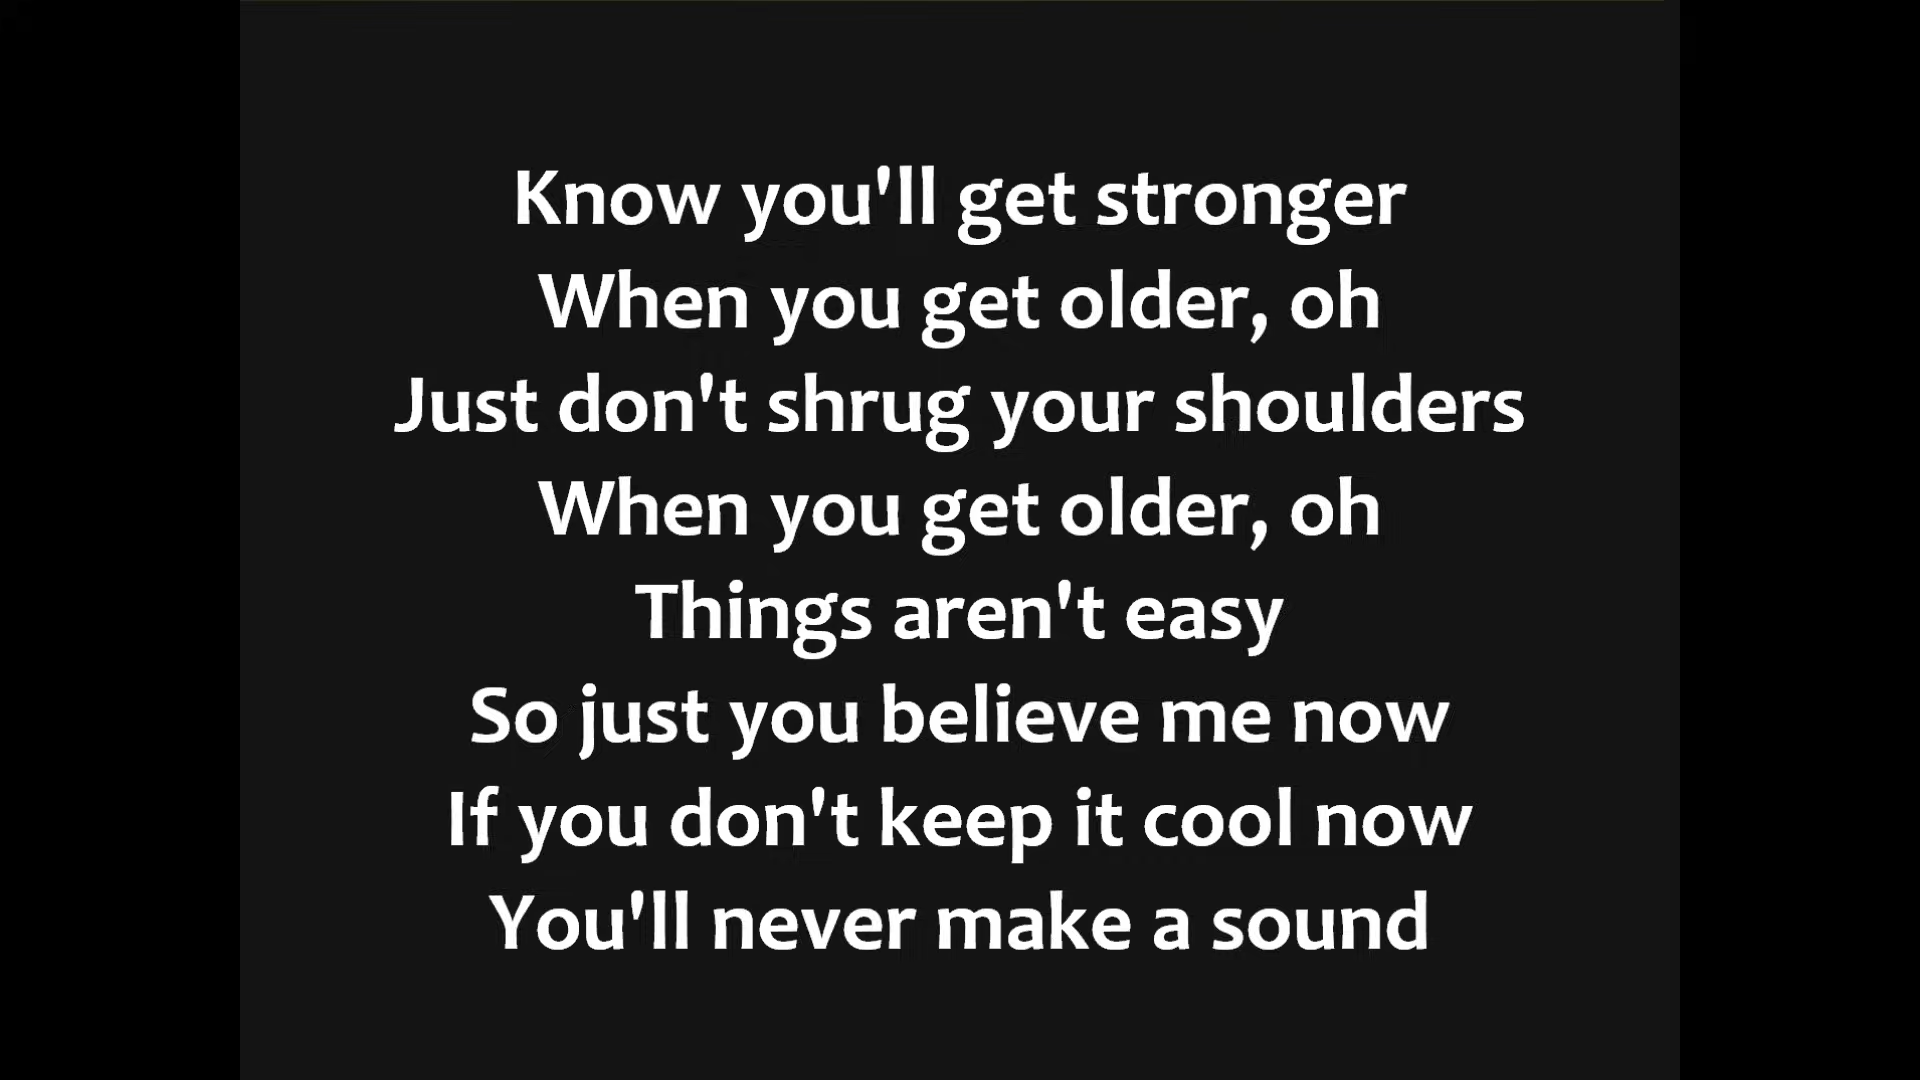 Know you'll get stronger
When you get older, oh
Just don't shrug your shoulders
When you get older, oh
Things aren't easy
So just you believe me now
If you don't keep it cool now
You'll never make a sound